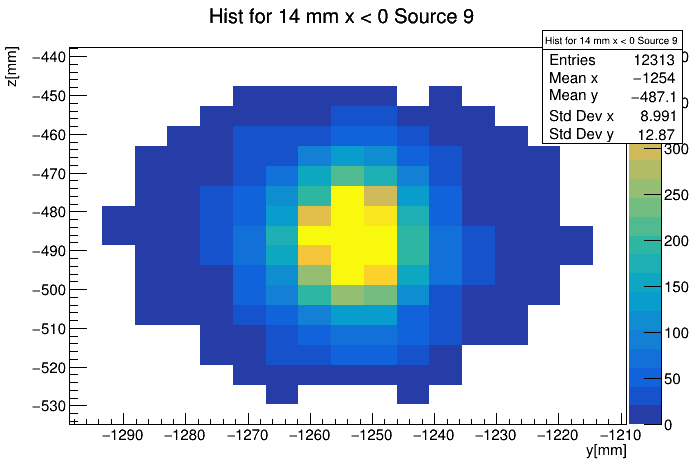 Hist for 14 mm x < 0 Source 9
z[mm]
−440
−450
−460
−470
−480
−490
−500
−510
−520
−530
−1290
−1280
−1270
−1260
−1250
−1240
−1230
−1220
−1210
y[mm]
Hist for 14 mm x < 0 Source 9
Entries 12313
Mean x −1254
Mean y −487.1
Std Dev x 8.991
Std Dev y 12.87
300
250
200
150
100
50
0